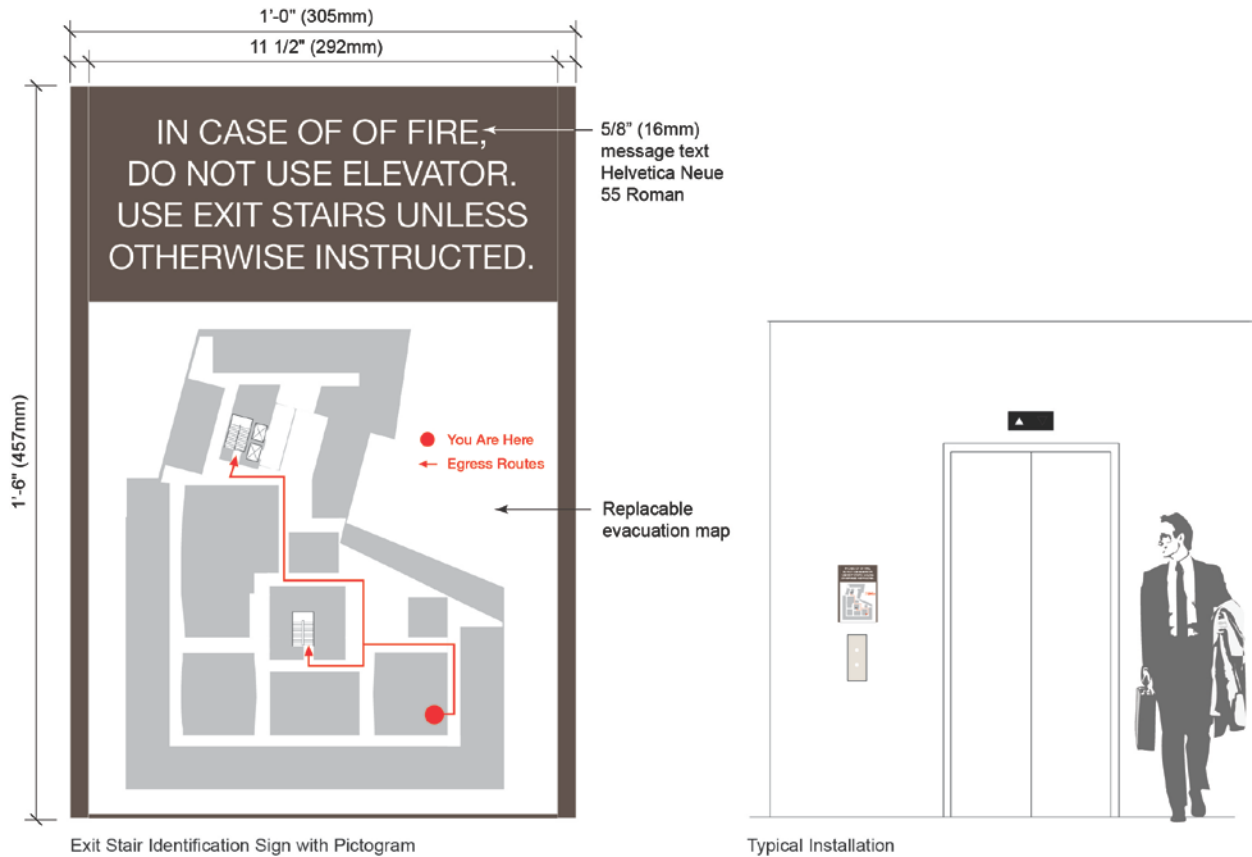 1'-0" (305mm)
11 1/2" (292mm)
1'-6" (457mm)
IN CASE OF OF FIRE,
DO NOT USE ELEVATOR.
USE EXIT STAIRS UNLESS
OTHERWISE INSTRUCTED.
5/8" (16mm)
message text
Helvetica Neue
55 Roman
You Are Here
Egress Routes
Replacable
evacuation map
Exit Stair Identification Sign with Pictogram
Typical Installation